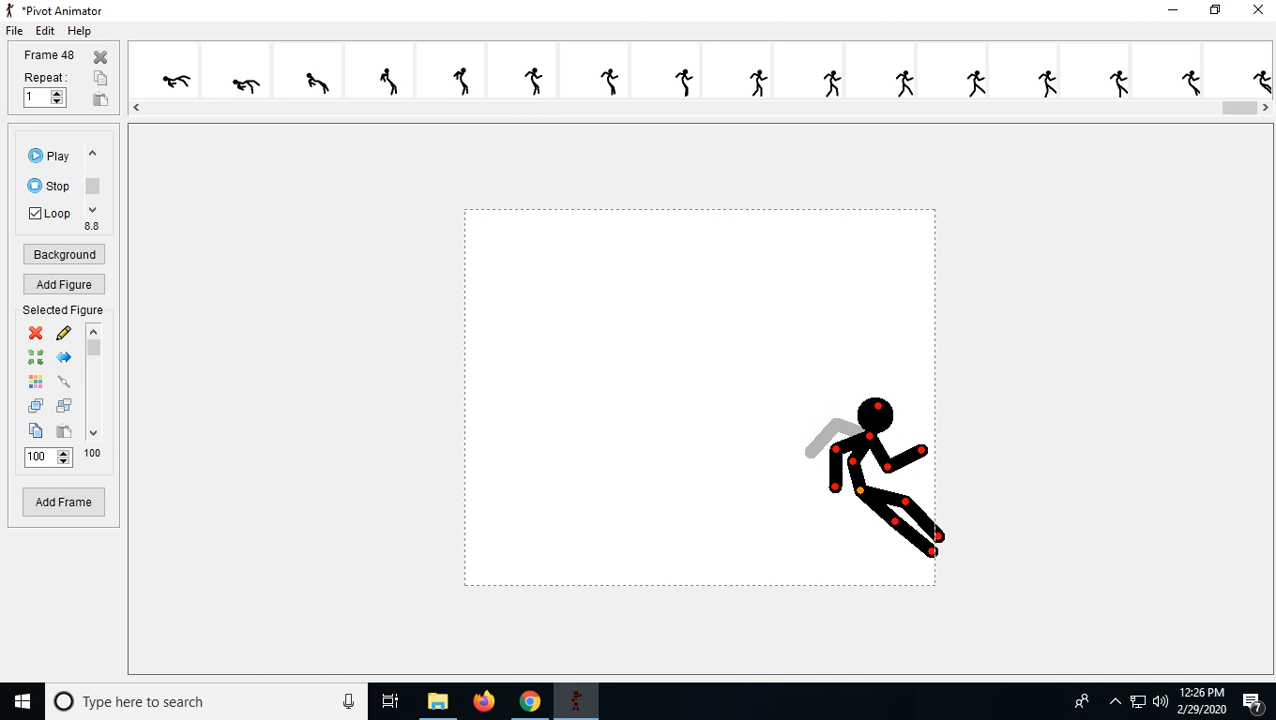 *Pivot Animator
File Edit Help
Frame 48
Repeat :
1
Play
Stop
Loop
8.8
Background
Add Figure
Selected Figure
100 100
Add Frame
Type here to search
12:26 PM
2/29/2020
7